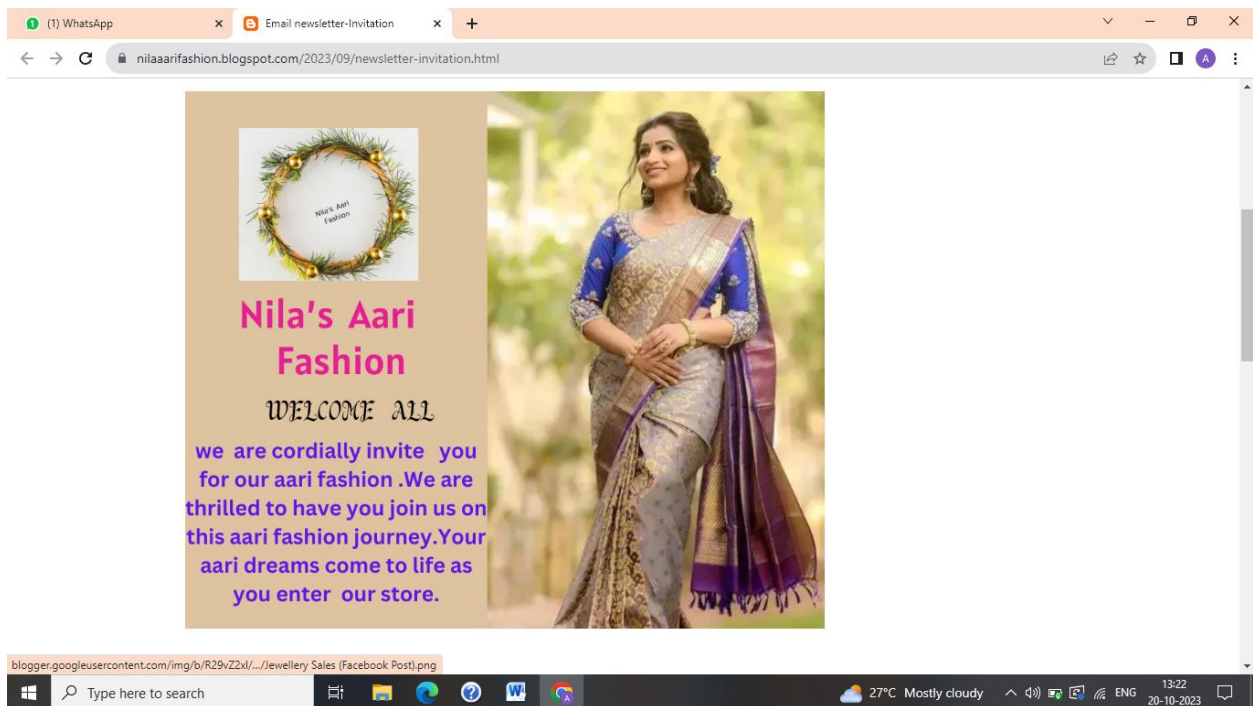 (1) WhatsApp
Email newsletter-Invitation
nilaaarifashion.blogspot.com/2023/09/newsletter-invitation.html
A
Nila's Aari
Fashion
Nila's Aari
Fashion
WELCOME ALL
we are cordially invite you
for our aari fashion .We are
thrilled to have you join us on
this aari fashion journey.Your
aari dreams come to life as
you enter our store.
blogger.googleusercontent.com/img/b/R29vZ2xl/.../Jewellery Sales (Facebook Post).png
Type here to search
27°C Mostly cloudy
ENG
13:22
20-10-2023